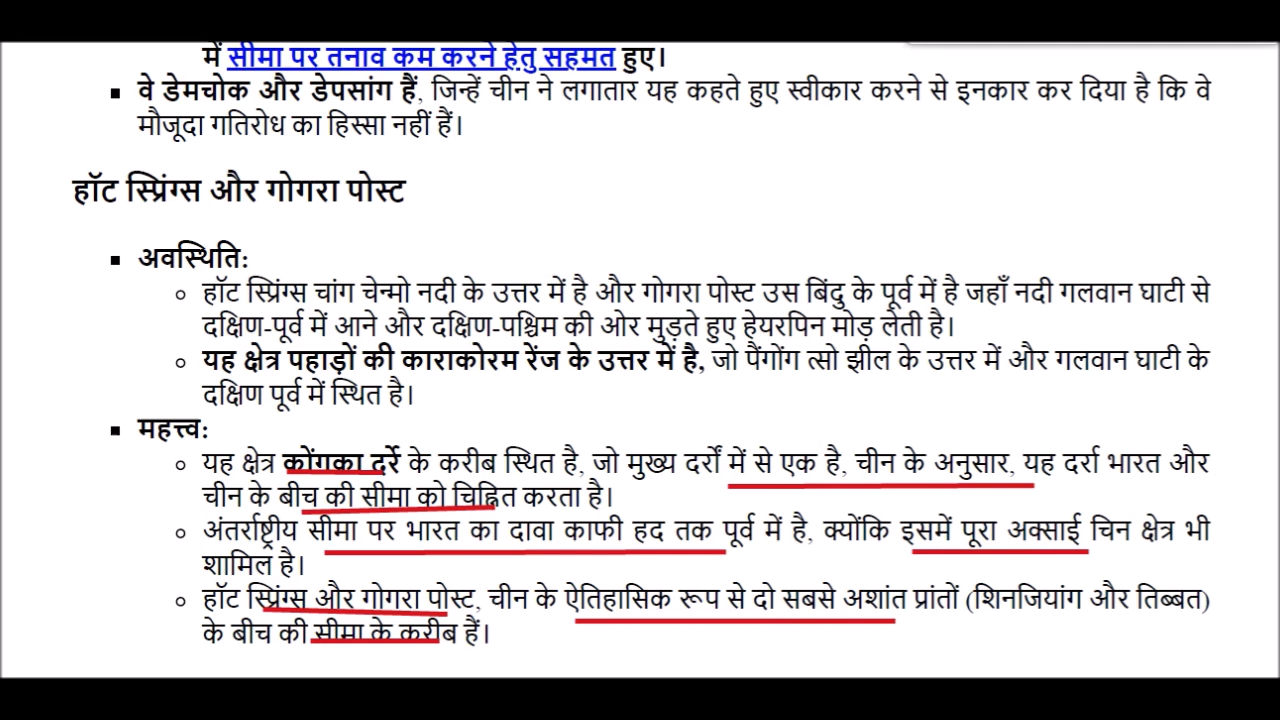 में सीमा पर तनाव कम करने हेतु सहमत हुए।
▪ वे डेमचोक और डेपसांग हैं, जिन्हें चीन ने लगातार यह कहते हुए स्वीकार करने से इनकार कर दिया है कि वे
मौजूदा गतिरोध का हिस्सा नहीं हैं।
हॉट स्प्रिंग्स और गोगरा पोस्ट
▪ अवस्थिति:
○ हॉट स्प्रिंग्स चांग चेन्मो नदी के उत्तर में है और गोगरा पोस्ट उस बिंदु के पूर्व में है जहाँ नदी गलवान घाटी से
दक्षिण-पूर्व में आने और दक्षिण-पश्चिम की ओर मुड़ते हुए हेयरपिन मोड़ लेती है।
○ यह क्षेत्र पहाड़ों की काराकोरम रेंज के उत्तर में है, जो पैंगोंग त्सो झील के उत्तर में और गलवान घाटी के
दक्षिण पूर्व में स्थित है।
▪ महत्त्व:
○ यह क्षेत्र कोंगका दर्रे के करीब स्थित है, जो मुख्य दर्रों में से एक है, चीन के अनुसार, यह दर्रा भारत और
चीन के बीच की सीमा को चिह्नित करता है।
○ अंतर्राष्ट्रीय सीमा पर भारत का दावा काफी हद तक पूर्व में है, क्योंकि इसमें पूरा अक्साई चिन क्षेत्र भी
शामिल है।
○ हॉट स्प्रिंग्स और गोगरा पोस्ट, चीन के ऐतिहासिक रूप से दो सबसे अशांत प्रांतों (शिनजियांग और तिब्बत)
के बीच की सीमा के करीब हैं।